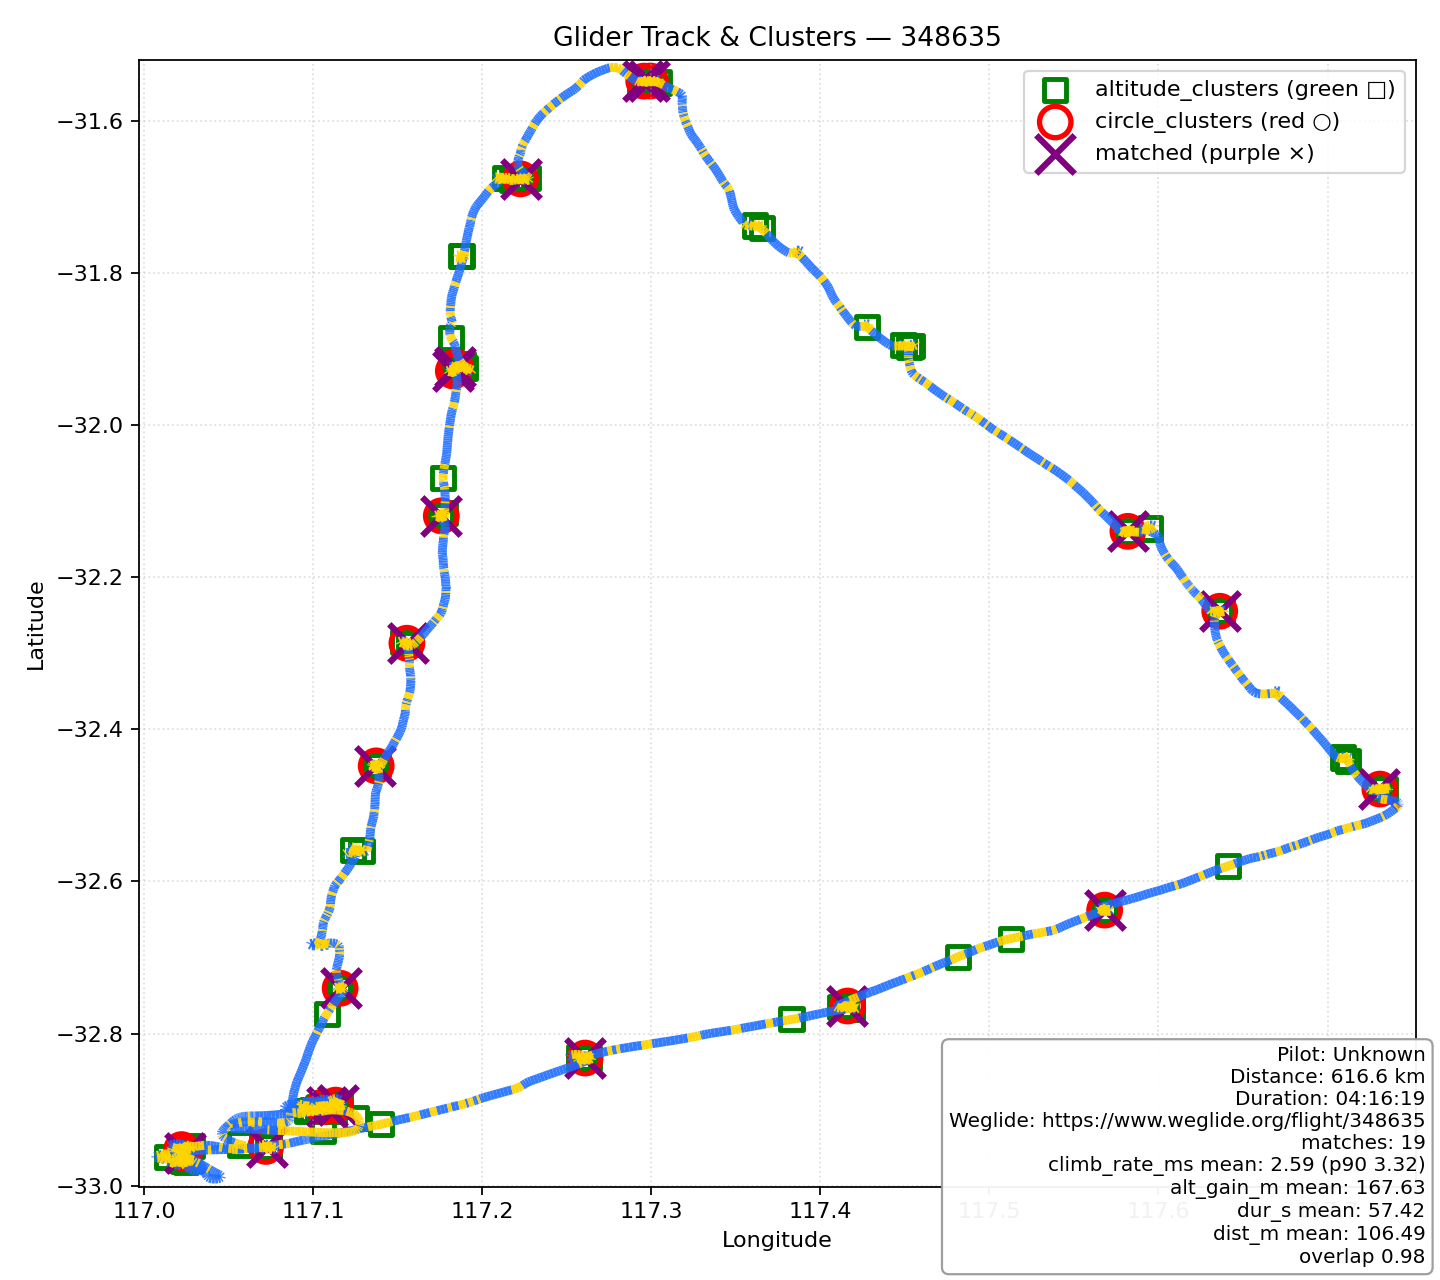 Glider Track & Clusters — 348635
altitude_clusters (green □)
circle_clusters (red ○)
matched (purple ×)
Latitude
−31.6
−31.8
−32.0
−32.2
−32.4
−32.6
−32.8
−33.0
117.0 117.1 117.2 117.3 117.4 117.5 117.6
Longitude
Pilot: Unknown
Distance: 616.6 km
Duration: 04:16:19
Weglide: https://www.weglide.org/flight/348635
matches: 19
climb_rate_ms mean: 2.59 (p90 3.32)
alt_gain_m mean: 167.63
dur_s mean: 57.42
dist_m mean: 106.49
overlap 0.98